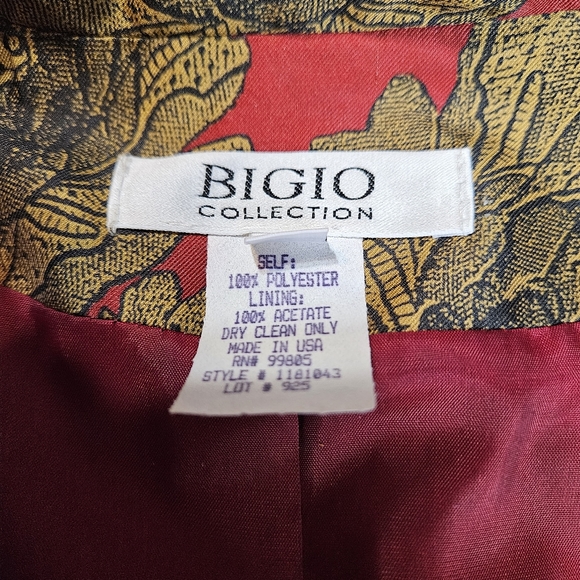 BIGIO
COLLECTION
SELF:
100% POLYESTER
LINING:
100% ACETATE
DRY CLEAN ONLY
MADE IN USA
RN# 99805
STYLE # 1181043
LOT # 925